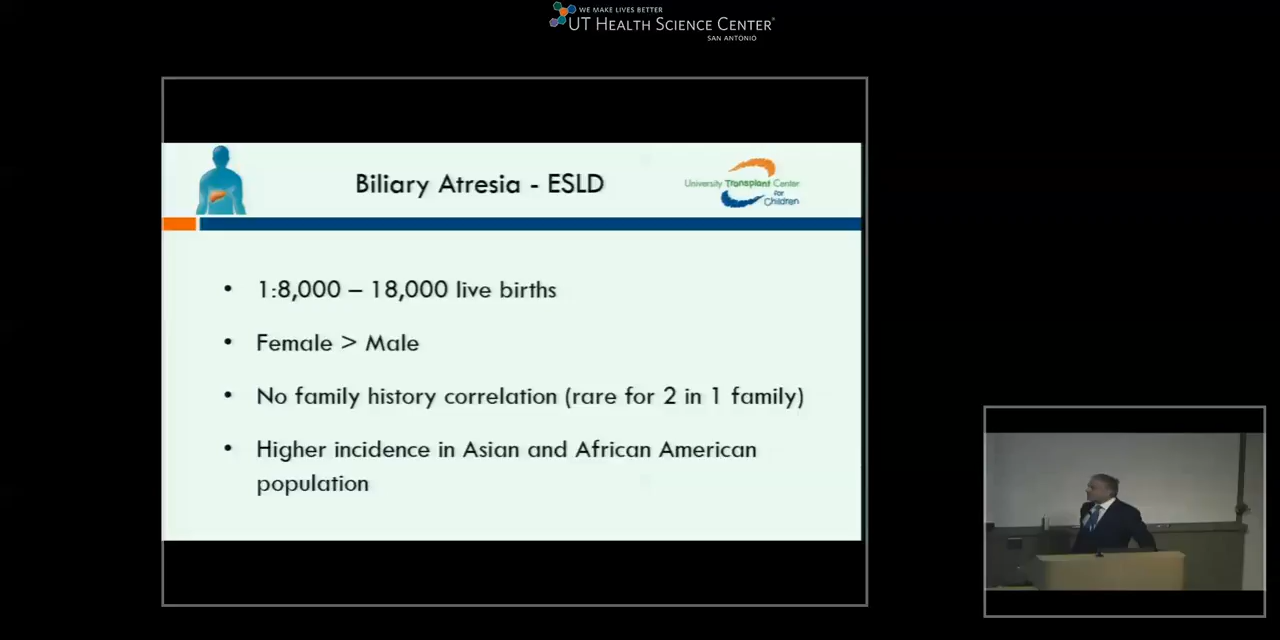 WE MAKE LIVES BETTER
UT HEALTH SCIENCE CENTER
SAN ANTONIO
Biliary Atresia - ESLD
University Transplant Center
for
Children
• 1:8,000 – 18,000 live births
• Female > Male
• No family history correlation (rare for 2 in 1 family)
• Higher incidence in Asian and African American
population